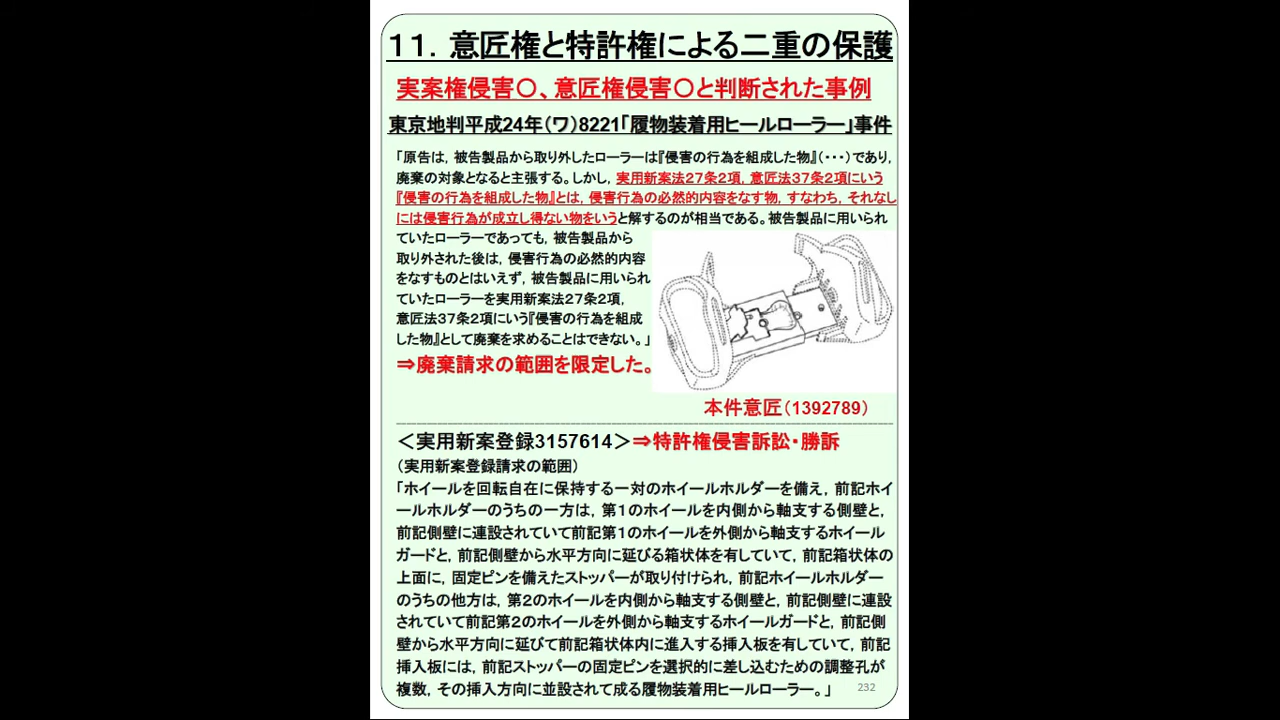 １１．意匠権と特許権による二重の保護
実案権侵害〇、意匠権侵害〇と判断された事例
東京地判平成24年（ワ）8221「履物装着用ヒールローラー」事件
「原告は，被告製品から取り外したローラーは『侵害の行為を組成した物』（・・・）であり，
廃棄の対象となると主張する。しかし，実用新案法２７条２項，意匠法３７条２項にいう
『侵害の行為を組成した物』とは，侵害行為の必然的内容をなす物，すなわち，それなし
には侵害行為が成立し得ない物をいうと解するのが相当である。被告製品に用いられ
ていたローラーであっても，被告製品から
取り外された後は，侵害行為の必然的内容
をなすものとはいえず，被告製品に用いられ
ていたローラーを実用新案法２７条２項，
意匠法３７条２項にいう『侵害の行為を組成
した物』として廃棄を求めることはできない。」
⇒廃棄請求の範囲を限定した。
本件意匠（1392789）
＜実用新案登録3157614＞⇒特許権侵害訴訟・勝訴
（実用新案登録請求の範囲）
「ホイールを回転自在に保持する一対のホイールホルダーを備え，前記ホイ
ールホルダーのうちの一方は，第１のホイールを内側から軸支する側壁と，
前記側壁に連設されていて前記第１のホイールを外側から軸支するホイール
ガードと，前記側壁から水平方向に延びる箱状体を有していて，前記箱状体の
上面に，固定ピンを備えたストッパーが取り付けられ，前記ホイールホルダー
のうちの他方は，第２のホイールを内側から軸支する側壁と，前記側壁に連設
されていて前記第２のホイールを外側から軸支するホイールガードと，前記側
壁から水平方向に延びて前記箱状体内に進入する挿入板を有していて，前記
挿入板には，前記ストッパーの固定ピンを選択的に差し込むための調整孔が
複数，その挿入方向に並設されて成る履物装着用ヒールローラー。」
232